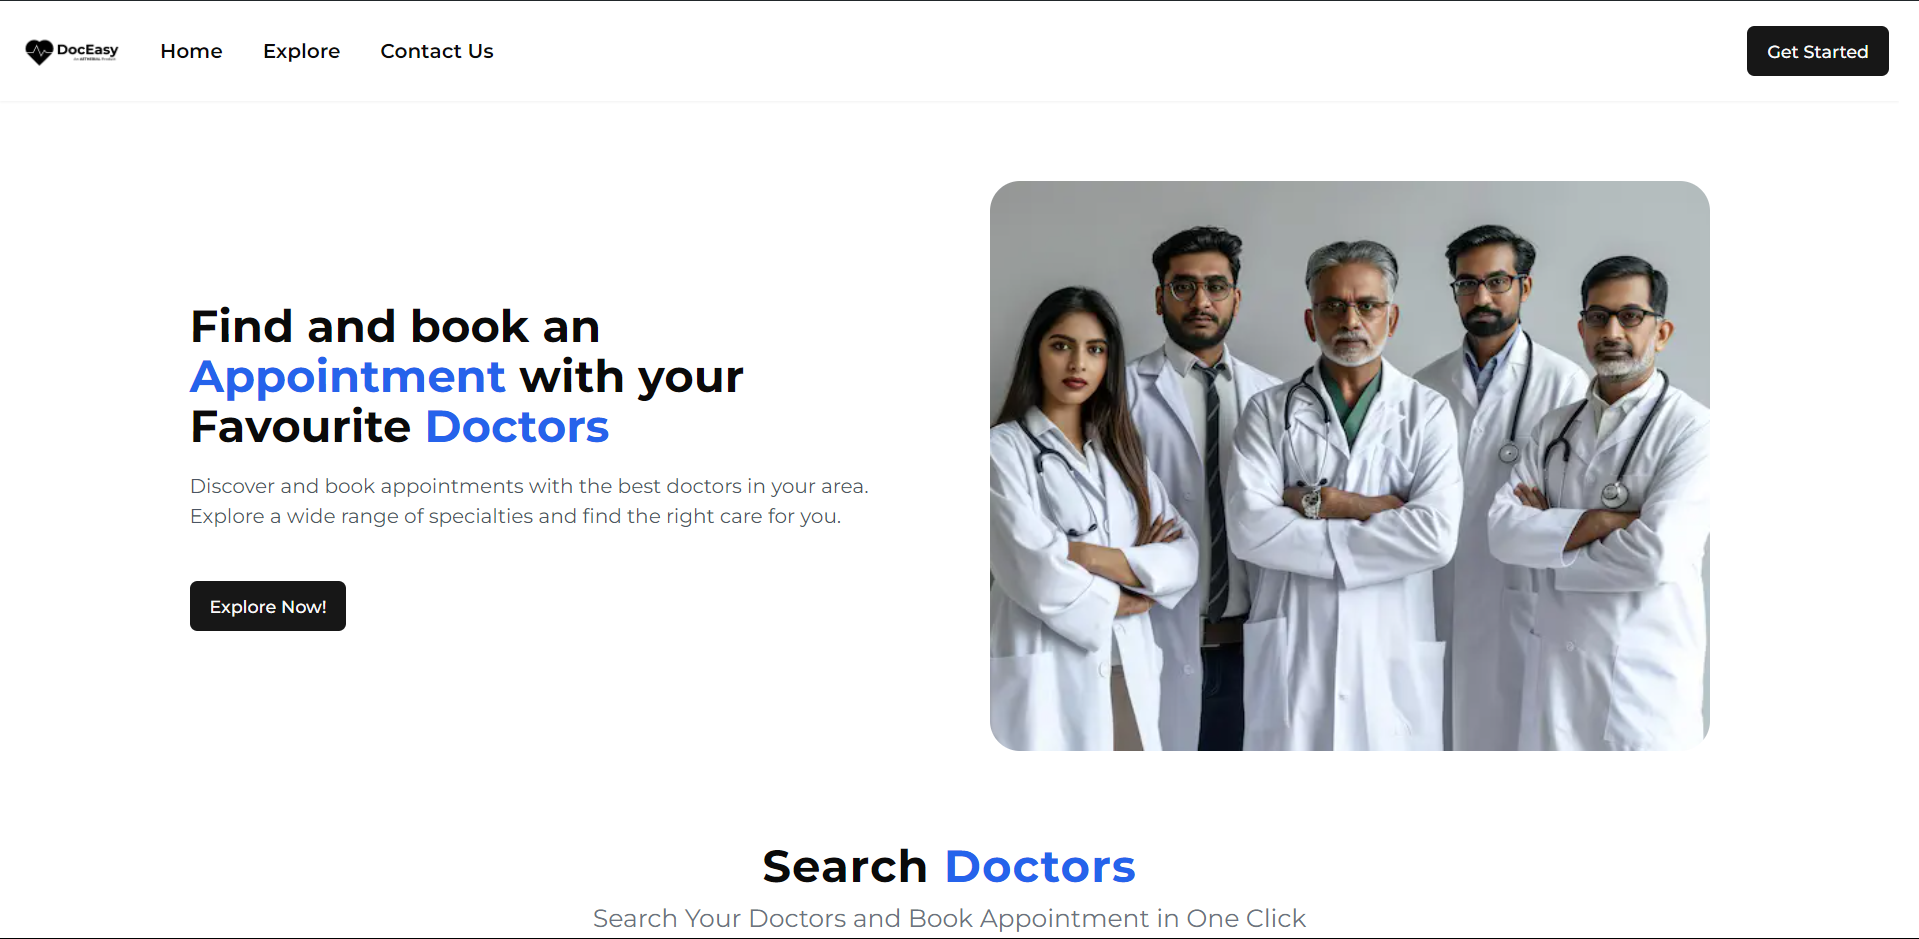 DocEasy
Home
Explore
Contact Us
Get Started
Find and book an
Appointment with your
Favourite Doctors
Discover and book appointments with the best doctors in your area.
Explore a wide range of specialties and find the right care for you.
Explore Now!
Search Doctors
Search Your Doctors and Book Appointment in One Click